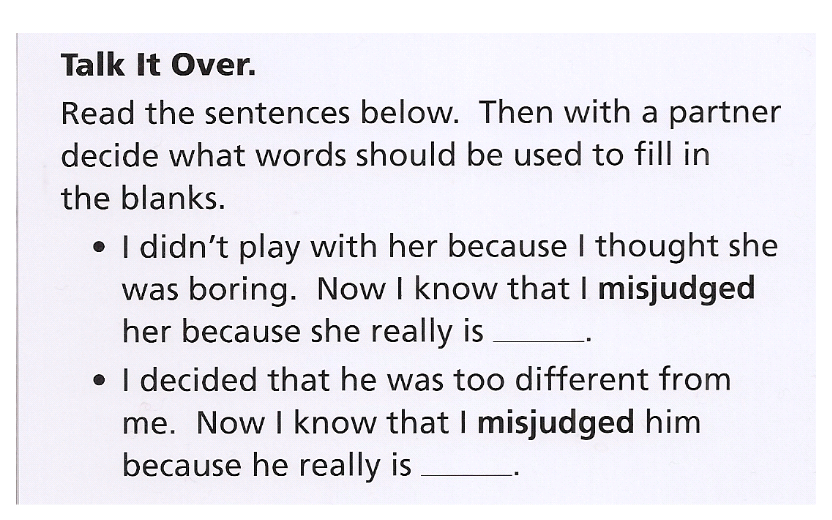 Talk It Over.
Read the sentences below. Then with a partner
decide what words should be used to fill in
the blanks.
• I didn't play with her because I thought she
was boring. Now I know that I misjudged
her because she really is ______.
• I decided that he was too different from
me. Now I know that I misjudged him
because he really is ______.